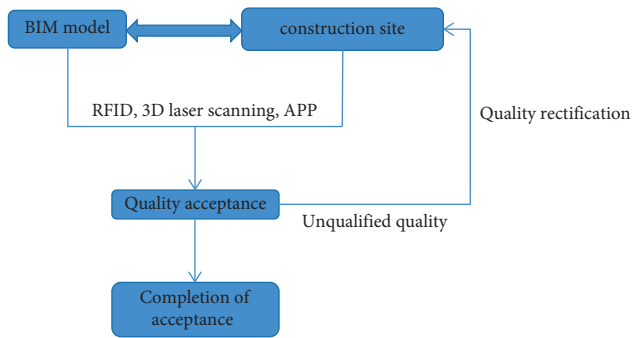 BIM model
construction site
RFID, 3D laser scanning, APP
Quality rectification
Quality acceptance
Unqualified quality
Completion of
acceptance